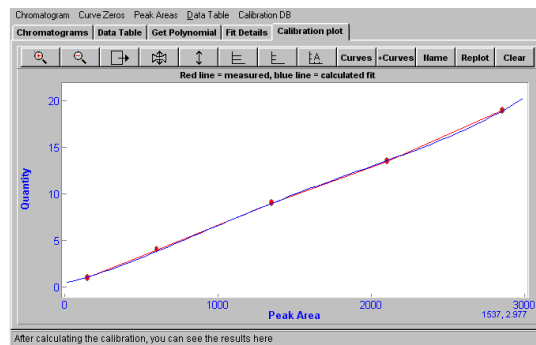 Chromatogram Curve Zeros Peak Areas Data Table Calibration DB
Chromatograms Data Table Get Polynomial Fit Details Calibration plot
A Curves +Curves Name Replot Clear
Red line = measured, blue line = calculated fit
20
15
10
5
0
Quantity
0 1000 2000 3000
Peak Area
1537, 2.977
After calculating the calibration, you can see the results here